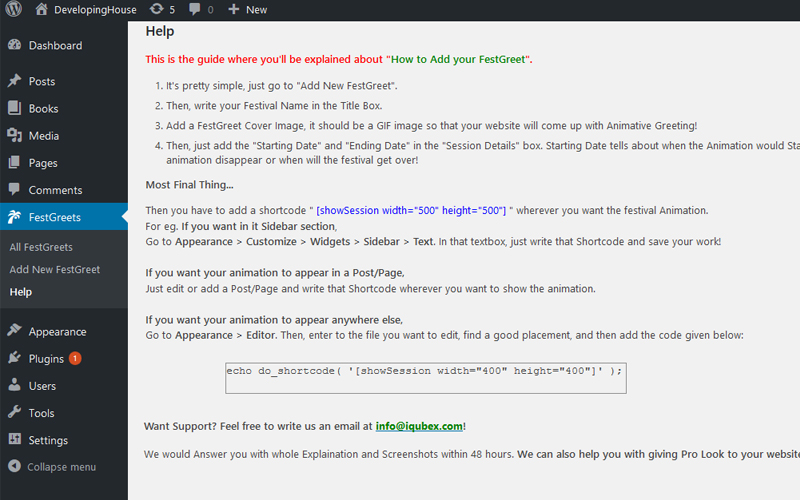 DevelopingHouse 5 0 + New
Help
Dashboard
Posts
Books
Media
Pages
Comments
FestGreets
All FestGreets
Add New FestGreet
Help
Appearance
Plugins 1
Users
Tools
Settings
Collapse menu
This is the guide where you'll be explained about "How to Add your FestGreet".
1. It's pretty simple, just go to "Add New FestGreet".
2. Then, write your Festival Name in the Title Box.
3. Add a FestGreet Cover Image, it should be a GIF image so that your website will come up with Animative Greeting!
4. Then, just add the "Starting Date" and "Ending Date" in the "Session Details" box. Starting Date tells about when the Animation would Sta
animation disappear or when will the festival get over!
Most Final Thing...
Then you have to add a shortcode " [showSession width="500" height="500"] " wherever you want the festival Animation.
For eg. If you want in it Sidebar section,
Go to Appearance > Customize > Widgets > Sidebar > Text. In that textbox, just write that Shortcode and save your work!
If you want your animation to appear in a Post/Page,
Just edit or add a Post/Page and write that Shortcode wherever you want to show the animation.
If you want your animation to appear anywhere else,
Go to Appearance > Editor. Then, enter to the file you want to edit, find a good placement, and then add the code given below:
echo do_shortcode( '[showSession width="400" height="400"]' );
Want Support? Feel free to write us an email at info@iqubex.com!
We would Answer you with whole Explaination and Screenshots within 48 hours. We can also help you with giving Pro Look to your website